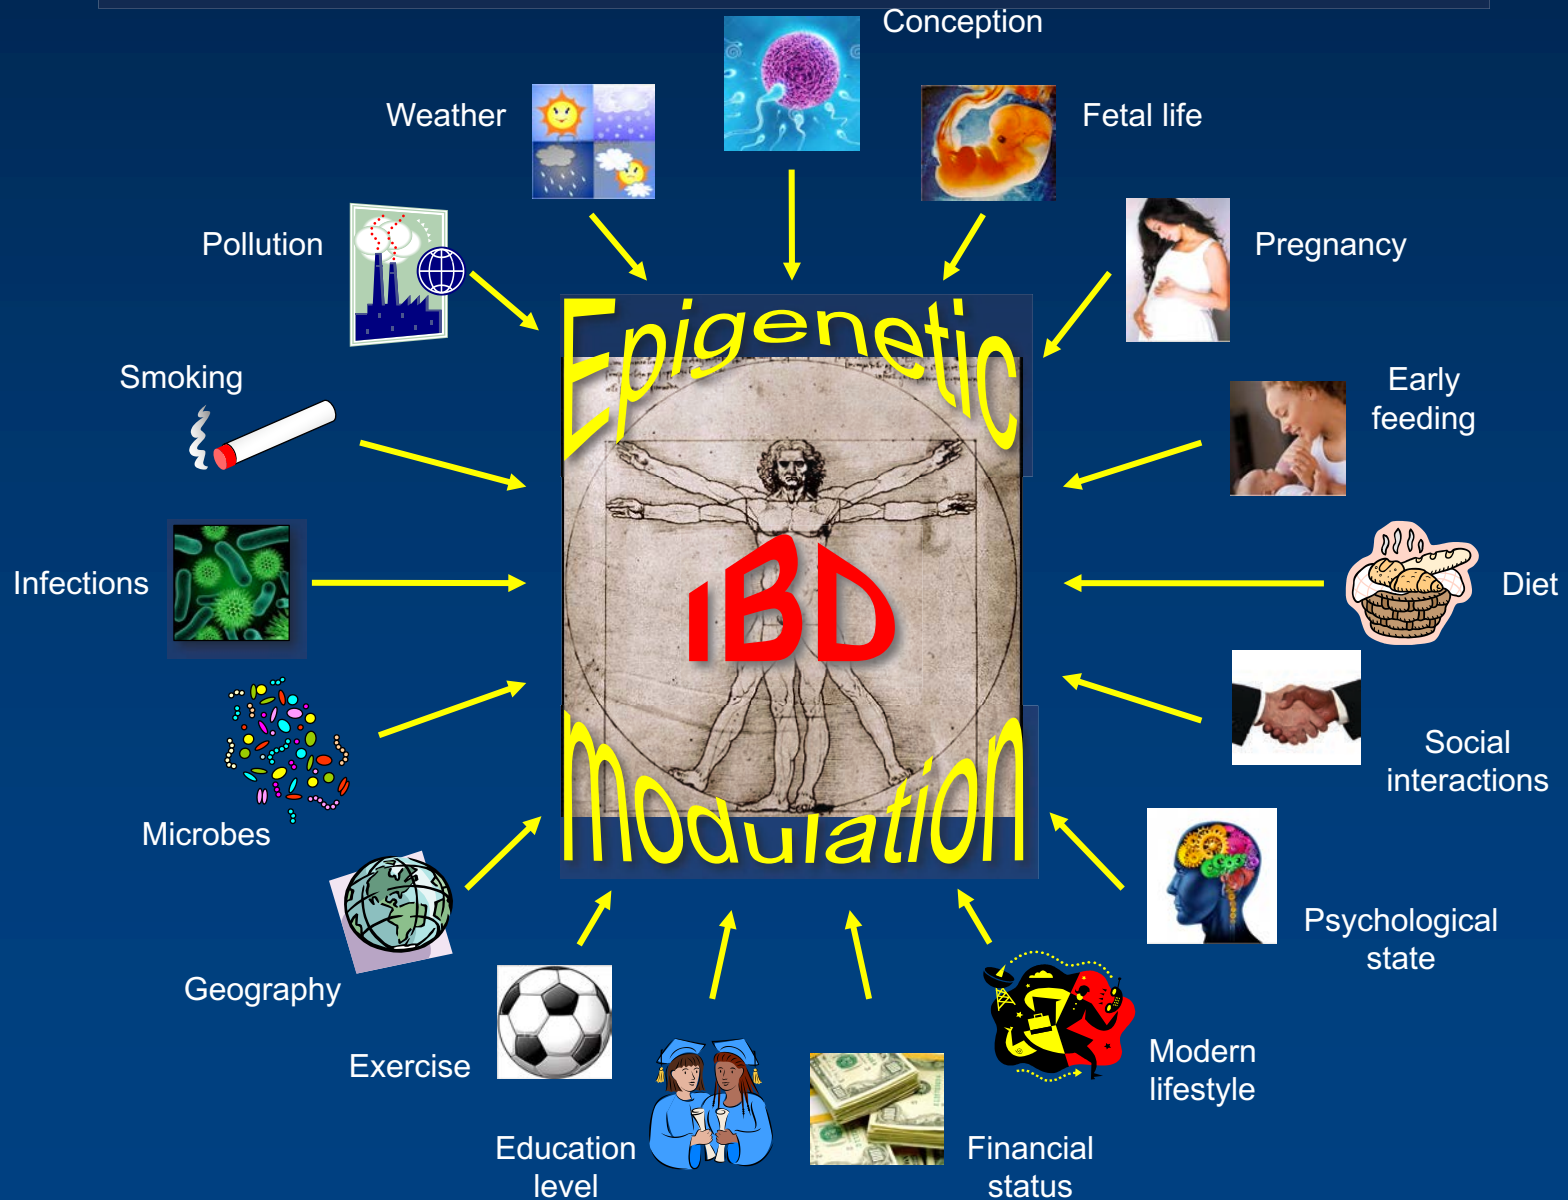 Conception
Weather
Fetal life
Pollution
Pregnancy
Smoking
Early
feeding
Infections
Diet
Epigenetic
IBD
modulation
Social
interactions
Microbes
Psychological
state
Geography
Exercise
Modern
lifestyle
Education
level
Financial
status